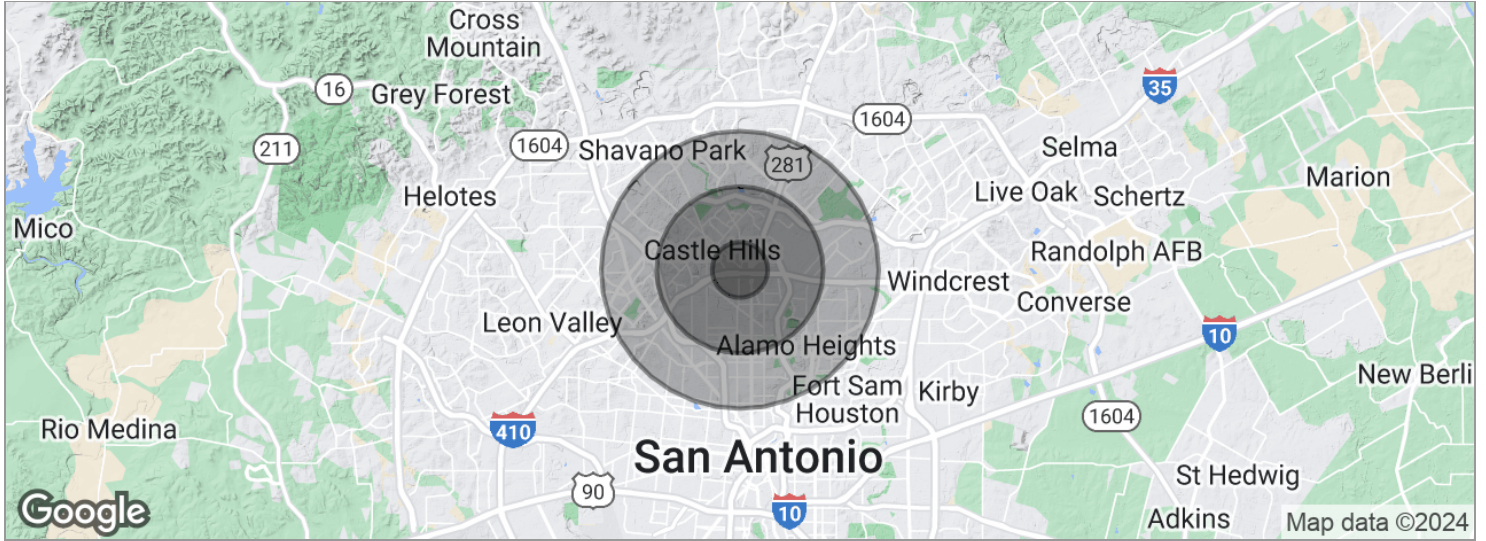 Cross
Mountain
16
Grey Forest
35
1604
211
1604
Shavano Park
281
Selma
Helotes
Live Oak
Schertz
Marion
Mico
Castle Hills
Randolph AFB
Windcrest
Converse
Leon Valley
10
Alamo Heights
Fort Sam
Houston
Kirby
New Berli
1604
Rio Medina
410
San Antonio
St Hedwig
90
10
Google
Adkins
Map data ©2024